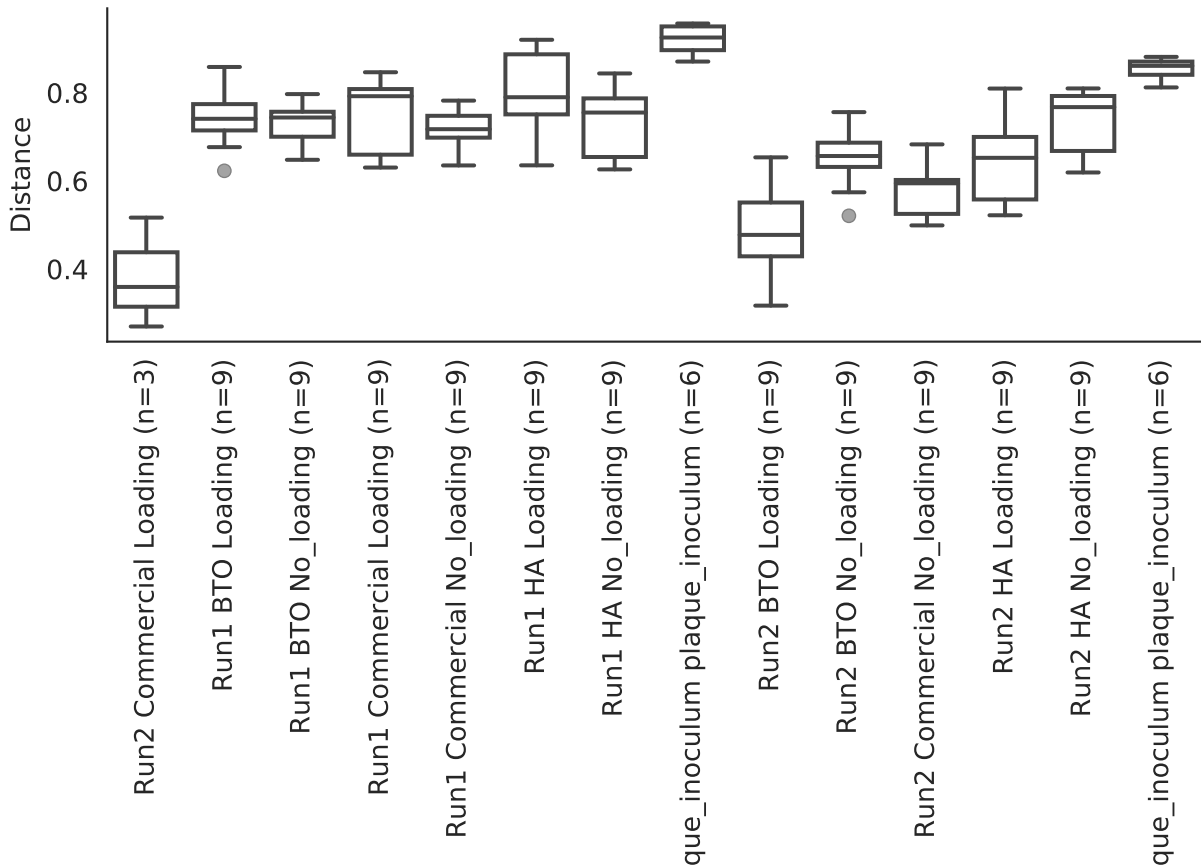 Distance
0.8
0.6
0.4
Run2 Commercial Loading (n=3)
Run1 BTO Loading (n=9)
Run1 BTO No_loading (n=9)
Run1 Commercial Loading (n=9)
Run1 Commercial No_loading (n=9)
Run1 HA Loading (n=9)
Run1 HA No_loading (n=9)
que_inoculum plaque_inoculum (n=6)
Run2 BTO Loading (n=9)
Run2 BTO No_loading (n=9)
Run2 Commercial No_loading (n=9)
Run2 HA Loading (n=9)
Run2 HA No_loading (n=9)
que_inoculum plaque_inoculum (n=6)